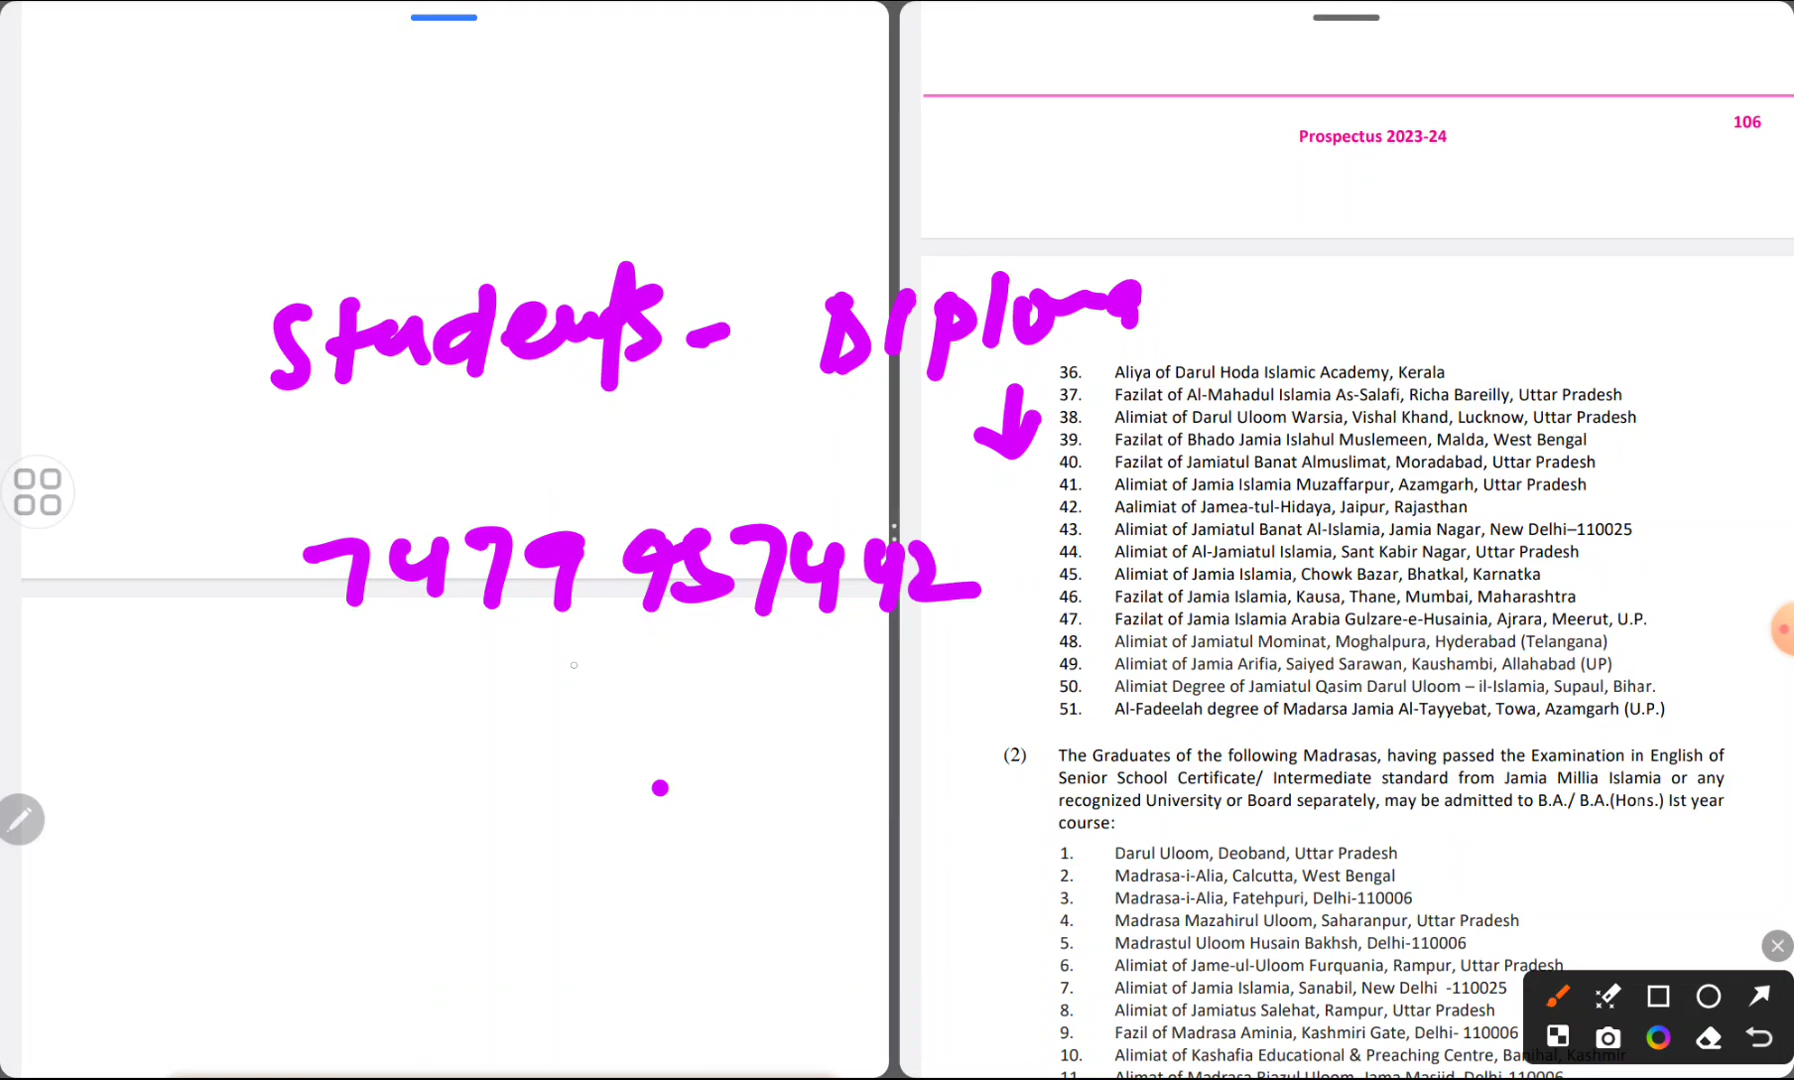 Students - Diploma
7479 957442
106
Prospectus 2023-24
36. Aliya of Darul Hoda Islamic Academy, Kerala
37. Fazilat of Al-Mahadul Islamia As-Salafi, Richa Bareilly, Uttar Pradesh
38. Alimiat of Darul Uloom Warsia, Vishal Khand, Lucknow, Uttar Pradesh
39. Fazilat of Bhado Jamia Islahul Muslemeen, Malda, West Bengal
40. Fazilat of Jamiatul Banat Almuslimat, Moradabad, Uttar Pradesh
41. Alimiat of Jamia Islamia Muzaffarpur, Azamgarh, Uttar Pradesh
42. Aalimiat of Jamea-tul-Hidaya, Jaipur, Rajasthan
43. Alimiat of Jamiatul Banat Al-Islamia, Jamia Nagar, New Delhi–110025
44. Alimiat of Al-Jamiatul Islamia, Sant Kabir Nagar, Uttar Pradesh
45. Alimiat of Jamia Islamia, Chowk Bazar, Bhatkal, Karnatka
46. Fazilat of Jamia Islamia, Kausa, Thane, Mumbai, Maharashtra
47. Fazilat of Jamia Islamia Arabia Gulzare-e-Husainia, Ajrara, Meerut, U.P.
48. Alimiat of Jamiatul Mominat, Moghalpura, Hyderabad (Telangana)
49. Alimiat of Jamia Arifia, Saiyed Sarawan, Kaushambi, Allahabad (UP)
50. Alimiat Degree of Jamiatul Qasim Darul Uloom – il-Islamia, Supaul, Bihar.
51. Al-Fadeelah degree of Madarsa Jamia Al-Tayyebat, Towa, Azamgarh (U.P.)
(2) The Graduates of the following Madrasas, having passed the Examination in English of
Senior School Certificate/ Intermediate standard from Jamia Millia Islamia or any
recognized University or Board separately, may be admitted to B.A./ B.A.(Hons.) Ist year
course:
1. Darul Uloom, Deoband, Uttar Pradesh
2. Madrasa-i-Alia, Calcutta, West Bengal
3. Madrasa-i-Alia, Fatehpuri, Delhi-110006
4. Madrasa Mazahirul Uloom, Saharanpur, Uttar Pradesh
5. Madrastul Uloom Husain Bakhsh, Delhi-110006
6. Alimiat of Jame-ul-Uloom Furquania, Rampur, Uttar Pradesh
7. Alimiat of Jamia Islamia, Sanabil, New Delhi -110025
8. Alimiat of Jamiatus Salehat, Rampur, Uttar Pradesh
9. Fazil of Madrasa Aminia, Kashmiri Gate, Delhi- 110006
10. Alimiat of Kashafia Educational & Preaching Centre, Banihal, Kashmir
11. Alimat of Madrasa Riazul Uloom, Jama Masjid, Delhi-110006